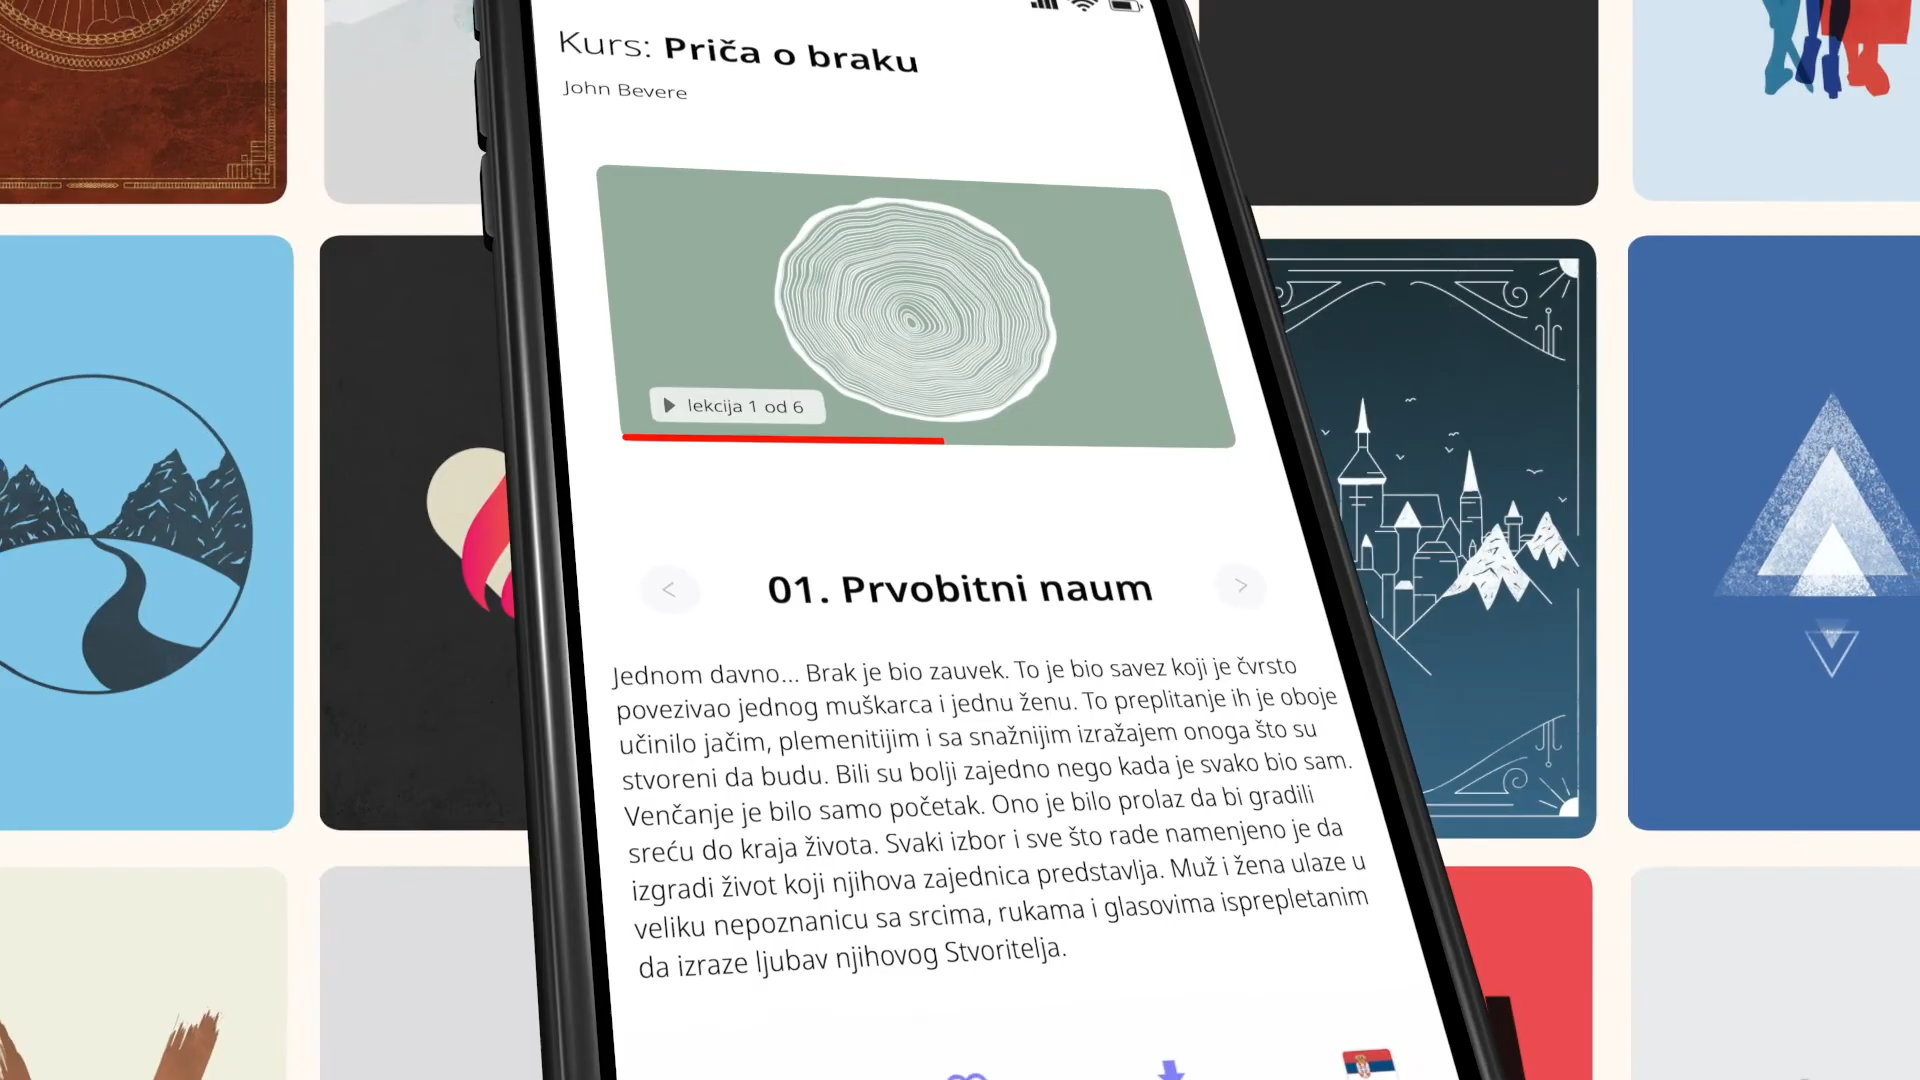 Kurs: Priča o braku
John Bevere
lekcija 1 od 6
<
01. Prvobitni naum
>
Jednom davno... Brak je bio zauvek. To je bio savez koji je čvrsto
povezivao jednog muškarca i jednu ženu. To preplitanje ih je oboje
učinilo jačim, plemenitijim i sa snažnijim izražajem onoga što su
stvoreni da budu. Bili su bolji zajedno nego kada je svako bio sam.
Venčanje je bilo samo početak. Ono je bilo prolaz da bi gradili
sreću do kraja života. Svaki izbor i sve što rade namenjeno je da
izgradi život koji njihova zajednica predstavlja. Muž i žena ulaze u
veliku nepoznanicu sa srcima, rukama i glasovima isprepletanim
da izraze ljubav njihovog Stvoritelja.